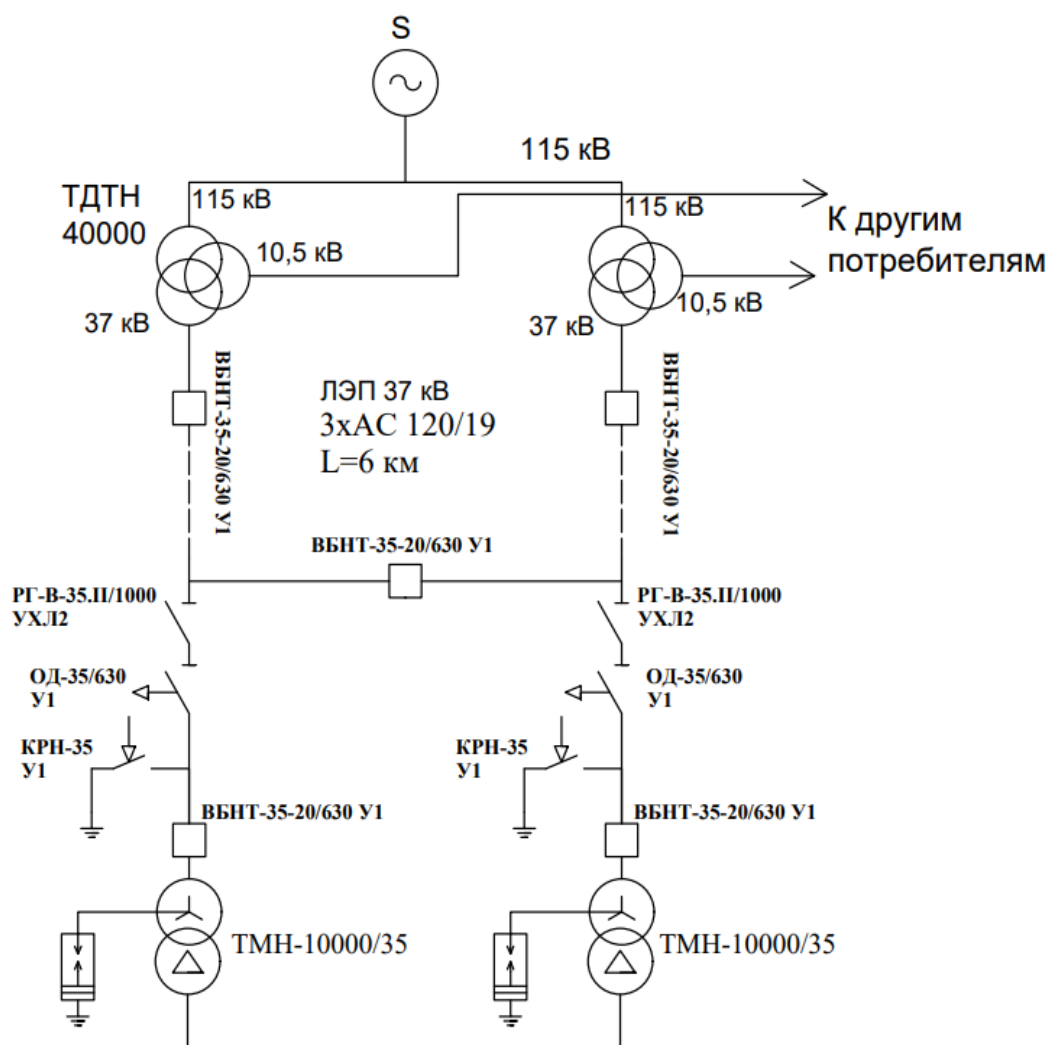 S
115 кВ
ТДТН
40000
115 кВ
115 кВ
К другим
потребителям
10,5 кВ
10,5 кВ
37 кВ
37 кВ
ВБНТ-35-20/630 У1
ЛЭП 37 кВ
3хАС 120/19
L=6 км
ВБНТ-35-20/630 У1
ВБНТ-35-20/630 У1
РГ-В-35.II/1000
УХЛ2
РГ-В-35.II/1000
УХЛ2
ОД-35/630
У1
ОД-35/630
У1
КРН-35
У1
КРН-35
У1
ВБНТ-35-20/630 У1
ВБНТ-35-20/630 У1
ТМН-10000/35
ТМН-10000/35